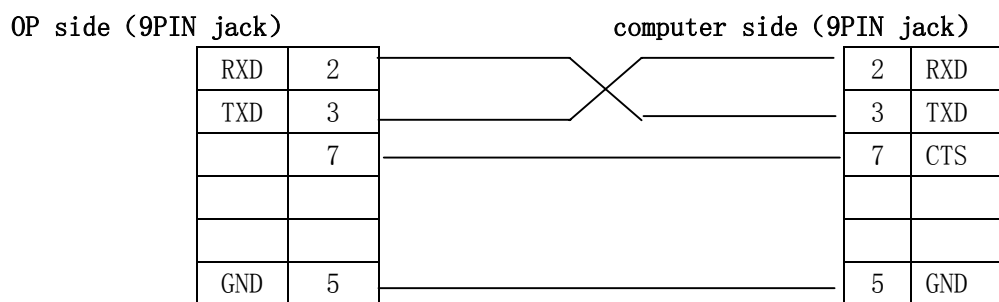 OP side（9PIN jack） computer side（9PIN jack）
RXD 2 2 RXD
TXD 3 3 TXD
7 7 CTS
GND 5 5 GND